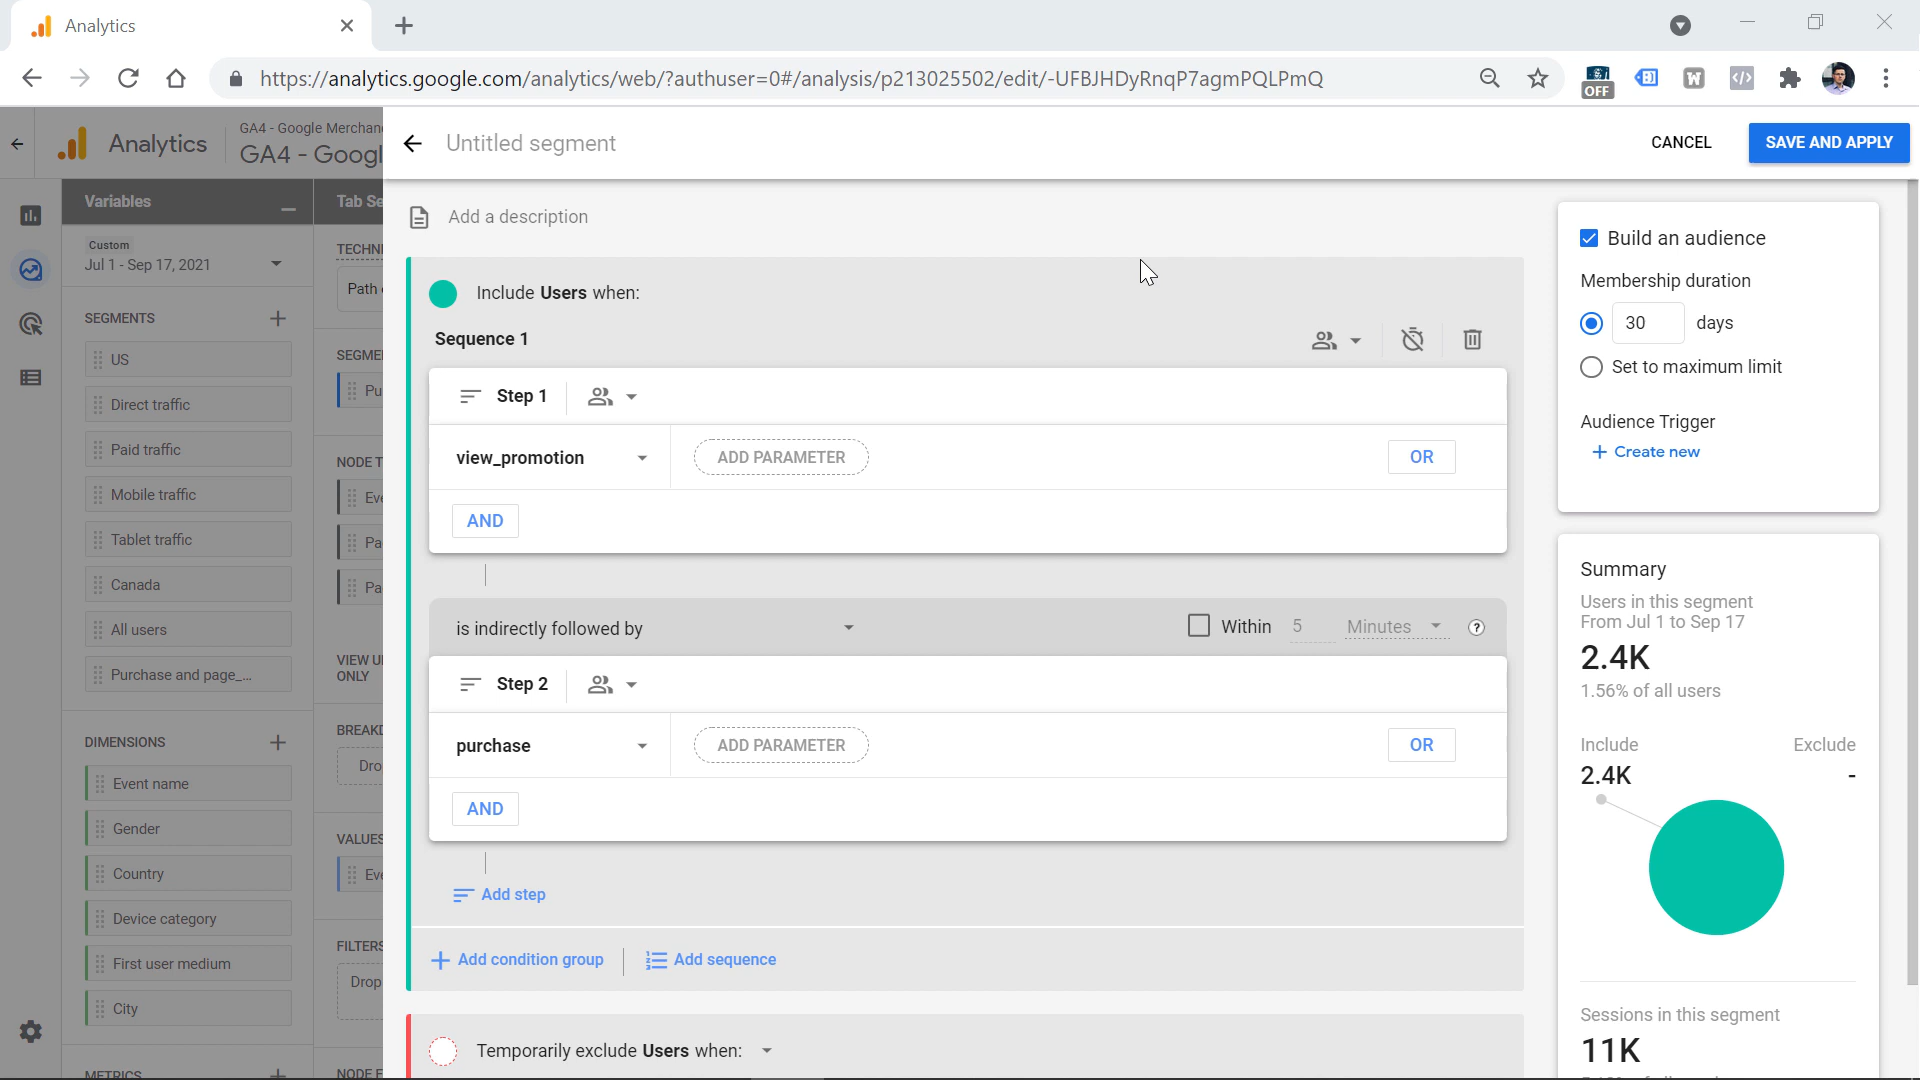 Analytics
https://analytics.google.com/analytics/web/?authuser=0#/analysis/p213025502/edit/-UFBJHDyRnqP7agmPQLPmQ
OFF
W
Analytics
GA4 - Google Merchan
GA4 - Googl
Untitled segment
CANCEL
SAVE AND APPLY
Variables
Custom
Jul 1 - Sep 17, 2021
SEGMENTS
US
Direct traffic
Paid traffic
Mobile traffic
Tablet traffic
Canada
All users
Purchase and page_...
DIMENSIONS
Event name
Gender
Country
Device category
First user medium
City
METRICS
Tab Se
TECHNI
Path
SEGME
Pu
NODE T
Eve
Pa
Pa
VIEW U
ONLY
BREAKD
Dro
VALUES
Eve
FILTERS
Drop
NODE F
Add a description
Include Users when:
Sequence 1
Step 1
view_promotion
ADD PARAMETER
OR
AND
is indirectly followed by
Within 5 Minutes
Step 2
purchase
ADD PARAMETER
OR
AND
Add step
Add condition group
Add sequence
Temporarily exclude Users when:
Build an audience
Membership duration
30 days
Set to maximum limit
Audience Trigger
+ Create new
Summary
Users in this segment
From Jul 1 to Sep 17
2.4K
1.56% of all users
Include Exclude
2.4K -
Sessions in this segment
11K